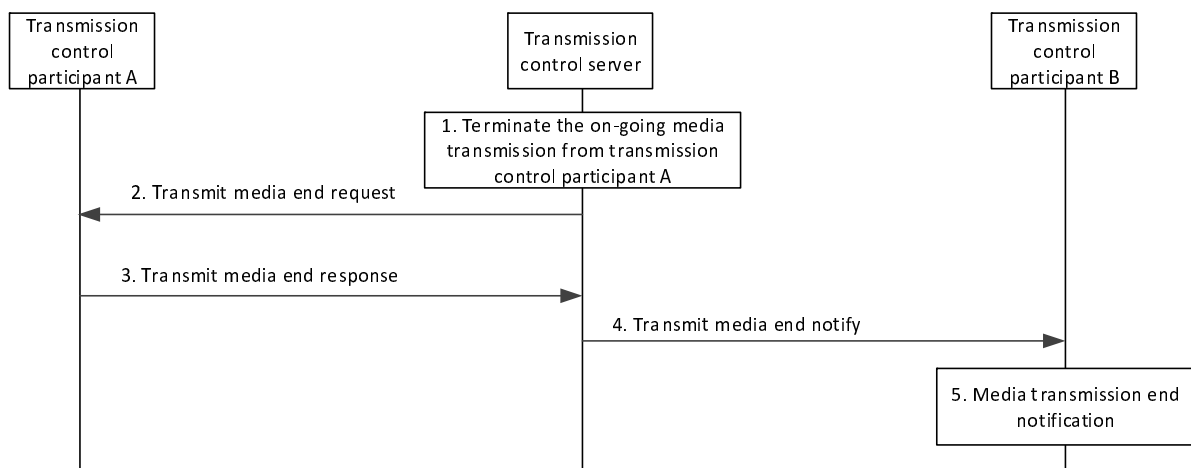 Transmission
control
participant A
Transmission
control server
Transmission
control
participant B
1. Terminate the on-going media
transmission from transmission
control participant A
2. Transmit media end request
3. Transmit media end response
4. Transmit media end notify
5. Media transmission end
notification